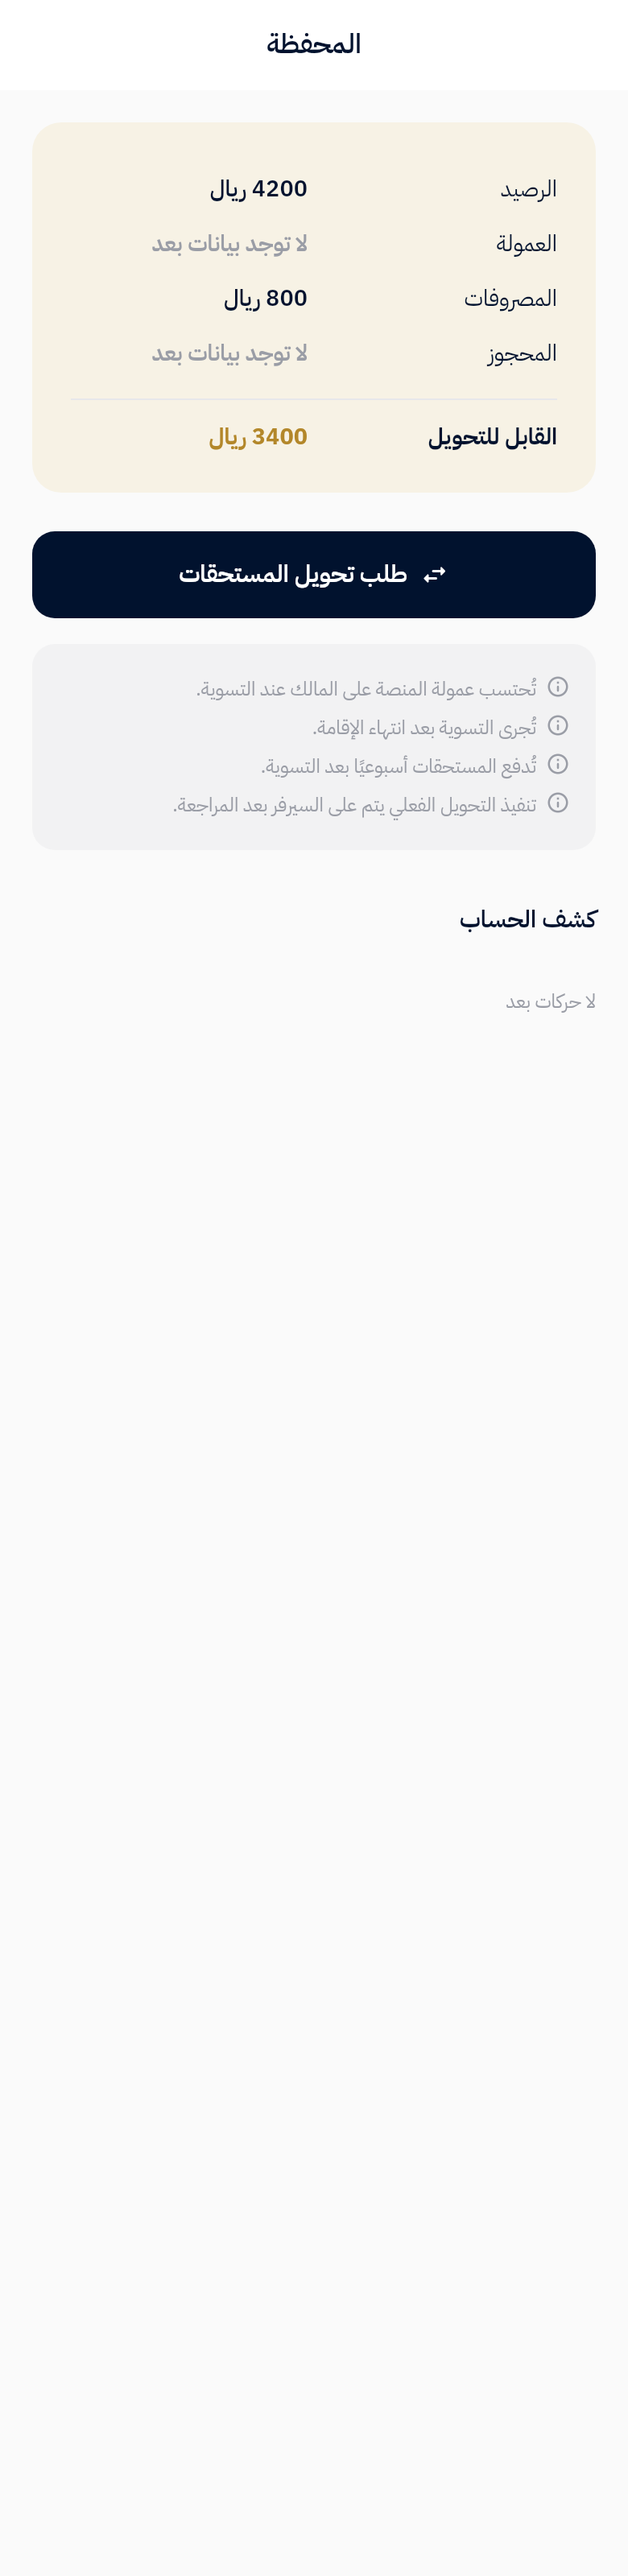 المحفظة
الرصيد 4200 ريال
العمولة لا توجد بيانات بعد
المصروفات 800 ريال
المحجوز لا توجد بيانات بعد
القابل للتحويل 3400 ريال
طلب تحويل المستحقات
تُحتسب عمولة المنصة على المالك عند التسوية.
تُجرى التسوية بعد انتهاء الإقامة.
تُدفع المستحقات أسبوعيًا بعد التسوية.
تنفيذ التحويل الفعلي يتم على السيرفر بعد المراجعة.
كشف الحساب
لا حركات بعد